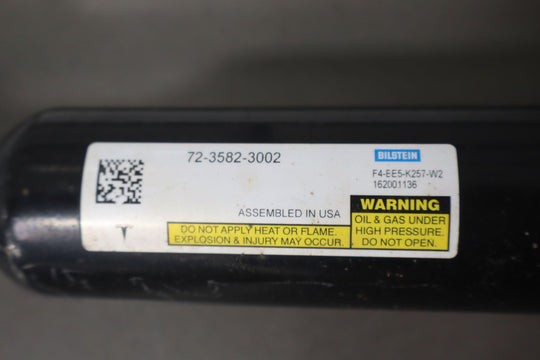 72-3582-3002
BILSTEIN
F4-EE5-K257-W2
162001136
ASSEMBLED IN USA
DO NOT APPLY HEAT OR FLAME.
EXPLOSION & INJURY MAY OCCUR.
WARNING
OIL & GAS UNDER
HIGH PRESSURE.
DO NOT OPEN.